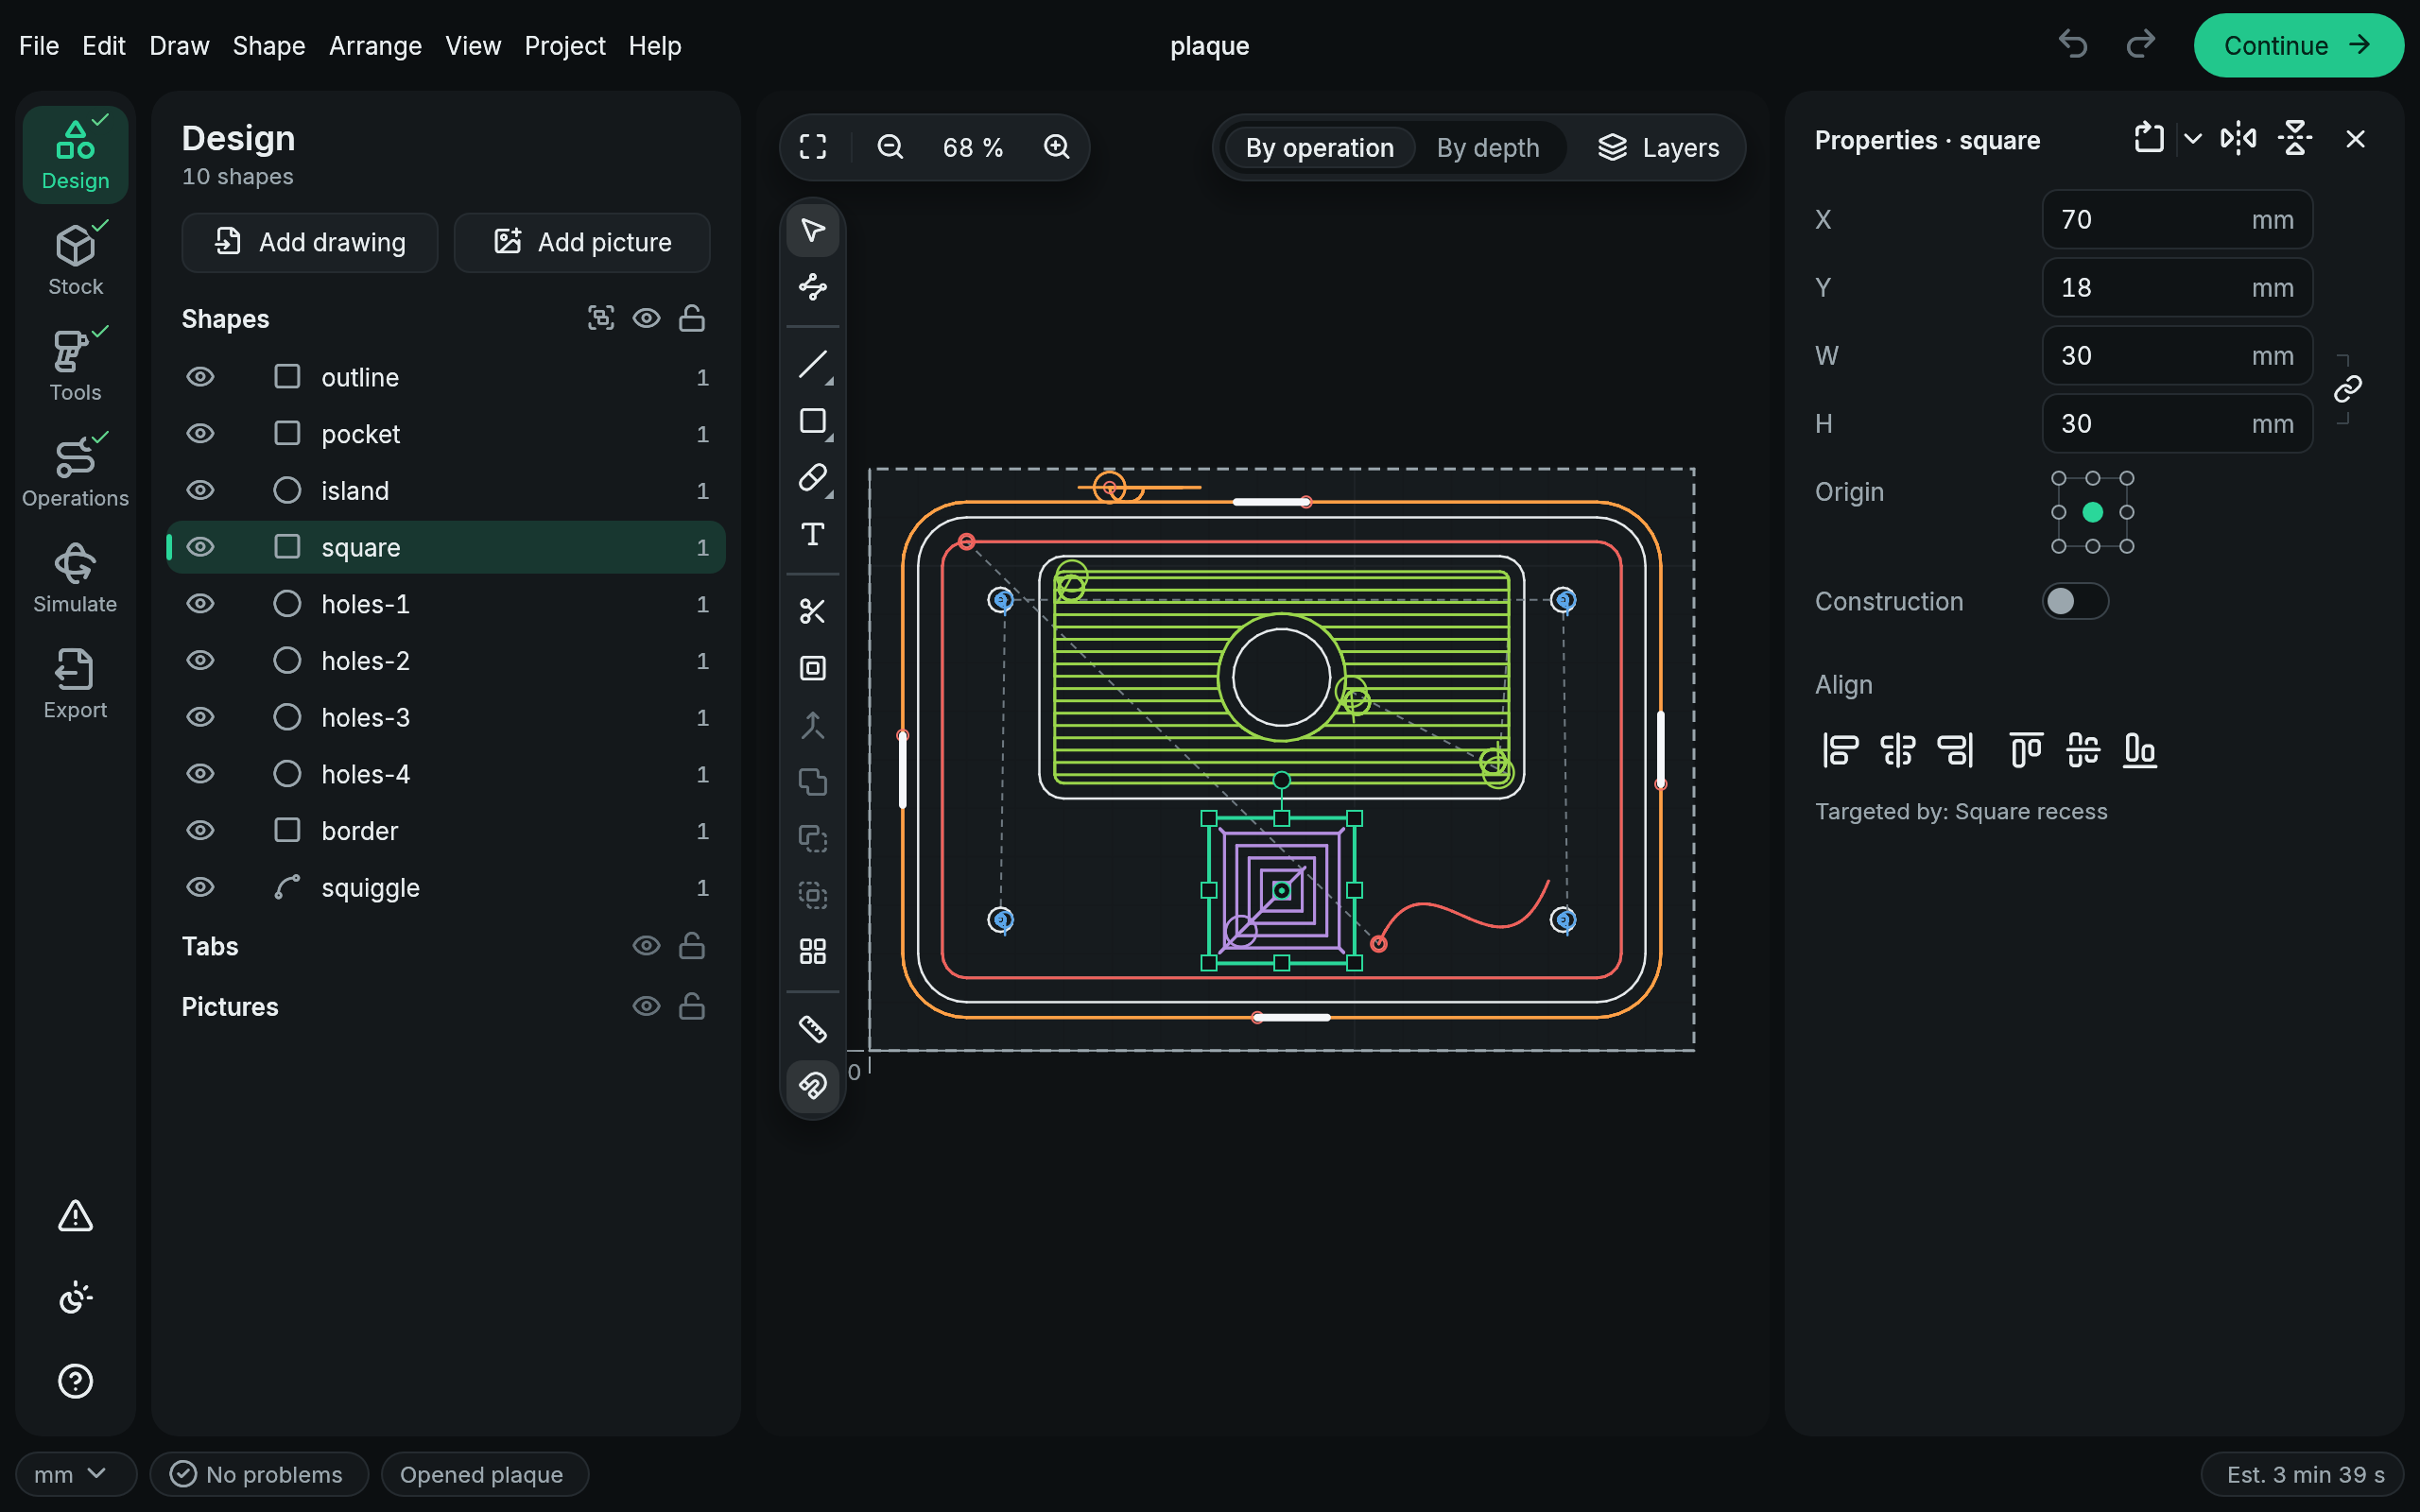 File Edit Draw Shape Arrange View Project Help
plaque
Continue
Design
Stock
Tools
Operations
Simulate
Export
Design
10 shapes
Add drawing
Add picture
Shapes
outline 1
pocket 1
island 1
square 1
holes-1 1
holes-2 1
holes-3 1
holes-4 1
border 1
squiggle 1
Tabs
Pictures
68 %
By operation
By depth
Layers
0
Properties · square
X 70 mm
Y 18 mm
W 30 mm
H 30 mm
Origin
Construction
Align
Targeted by: Square recess
mm
No problems
Opened plaque
Est. 3 min 39 s